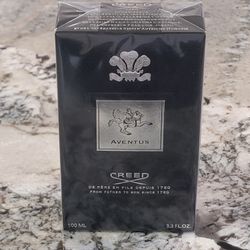 AVENTUS
CREED
DE PÈRE EN FILS DEPUIS 1760
FROM FATHER TO SON SINCE 1760
100 ML
3.3 FL.OZ.